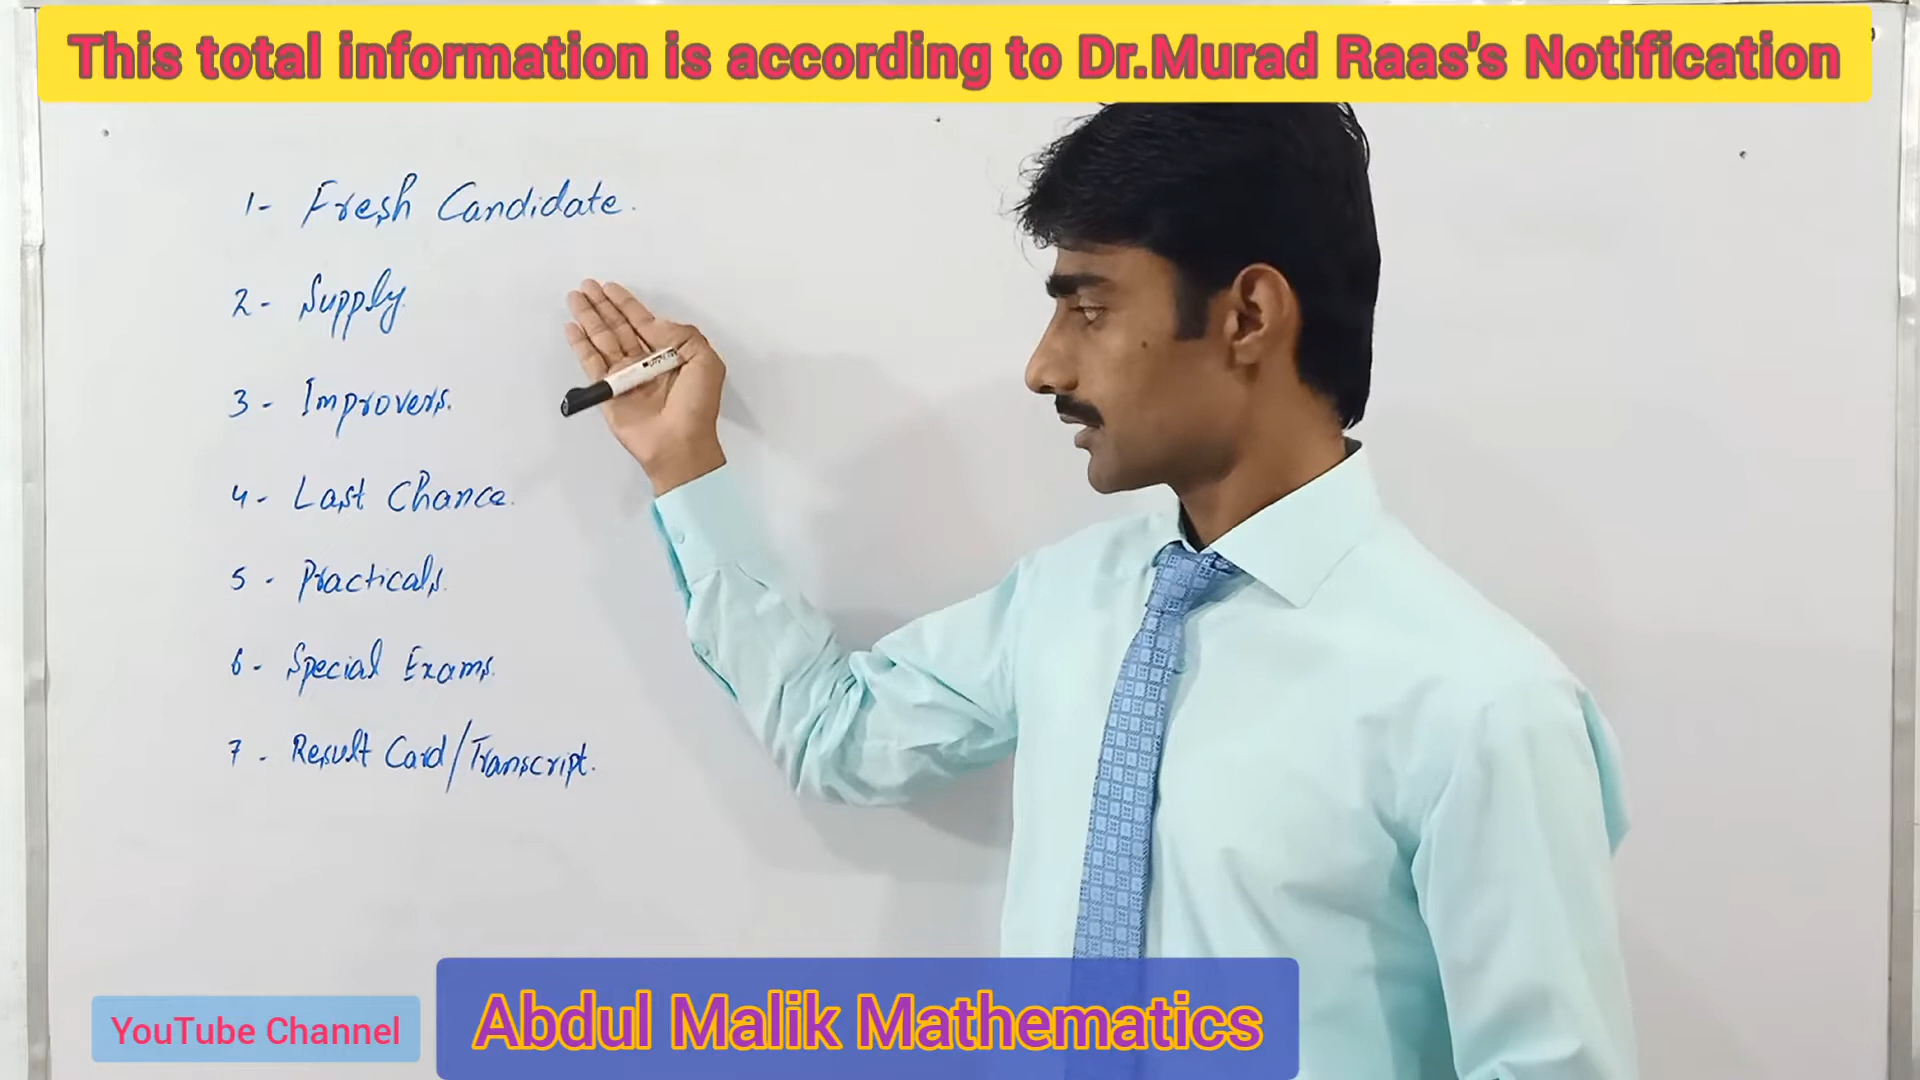 This total information is according to Dr.Murad Raas's Notification
1- Fresh Candidate.
2- Supply.
3- Improvers.
4- Last Chance.
5- Practicals.
6- Special Exams.
7- Result Card/Transcript.
YouTube Channel
Abdul Malik Mathematics